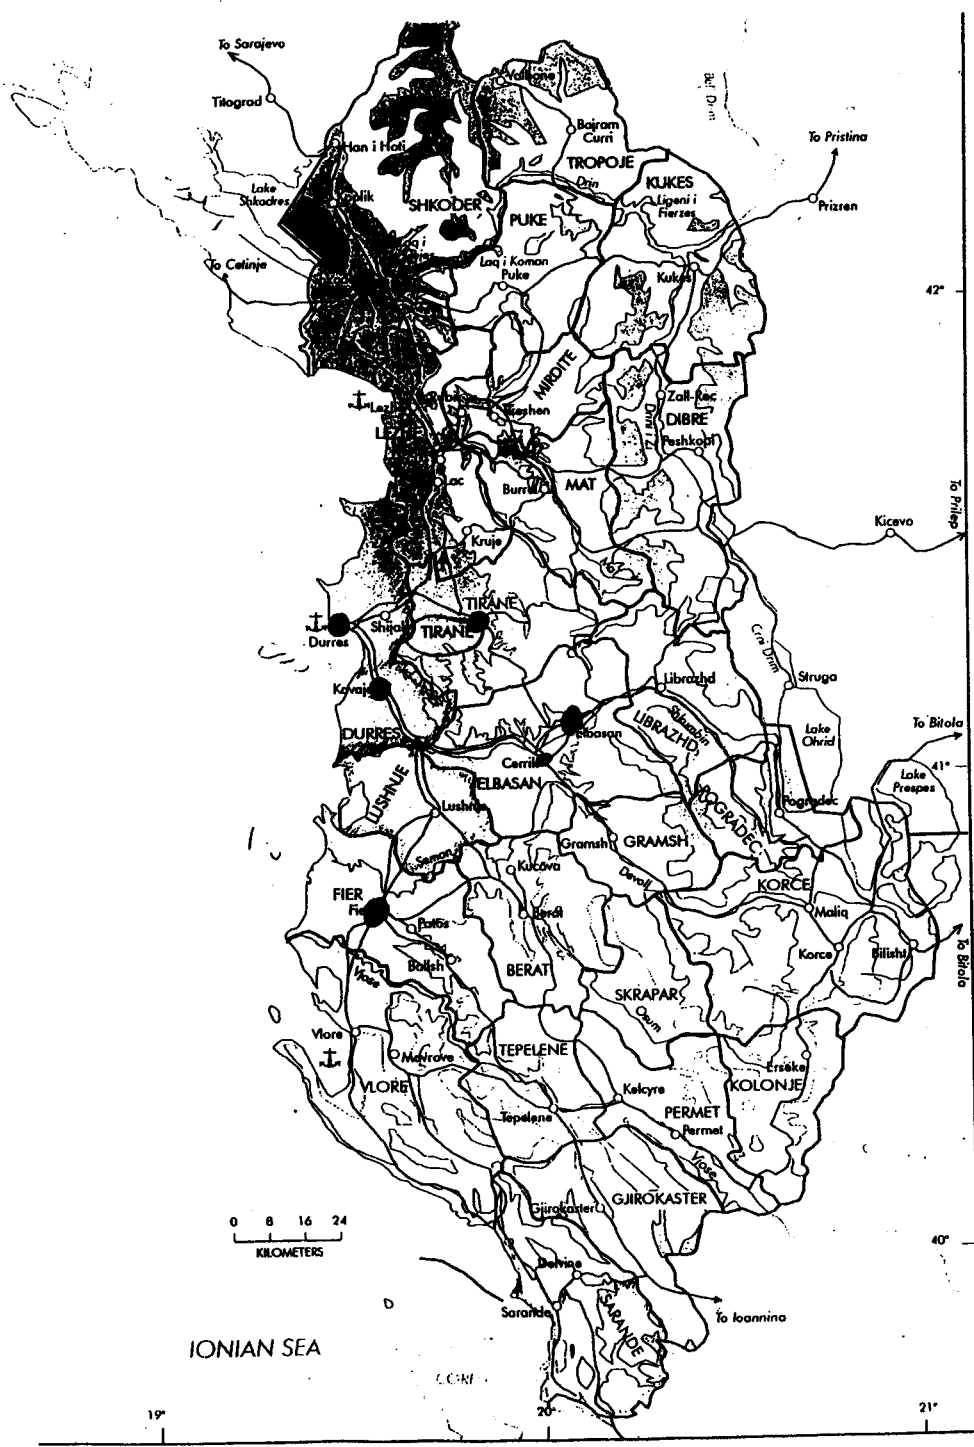 To Sarajevo
Titograd
Valbone
Bajram
Curri
TROPOJE
Drin
To Pristina
Han i Hoti
KUKES
Lake
Shkodres
SHKODER
PUKE
Ligeni i
Fierzes
Prizren
To Cetinje
Laq i Koman
Puke
Kukes
42°
MIRDITE
Zall-Rec
DIBRE
Peshkopi
Burrel
MAT
Lac
Kruje
Kicevo
To Prilep
TIRANE
TIRANE
Durres
Shijak
Crni Drim
Kavaje
Librazhd
Struga
Shkumbin
LIBRAZHD
Elbasan
DURRES
Lake
Ohrid
To Bitola
Cerrik
ELBASAN
41°
Lake
Prespes
LUSHNJE
Lushnje
POGRADEC
Pogradec
Gramsh
GRAMSH
Seman
Kucova
Devoll
KORCE
FIER
Fier
Maliq
Patos
Berat
Ballsh
Korce
Bilisht
To Bitola
BERAT
Vjose
SKRAPAR
Osum
Vlore
TEPELENE
Mavrove
Erseke
KOLONJE
VLORE
Kelcyre
PERMET
Permet
Tepelene
Vjose
Gjirokaster
GJIROKASTER
0 8 16 24
KILOMETERS
40°
Delvine
Sarande
SARANDE
To Ioannina
IONIAN SEA
19°
20°
21°